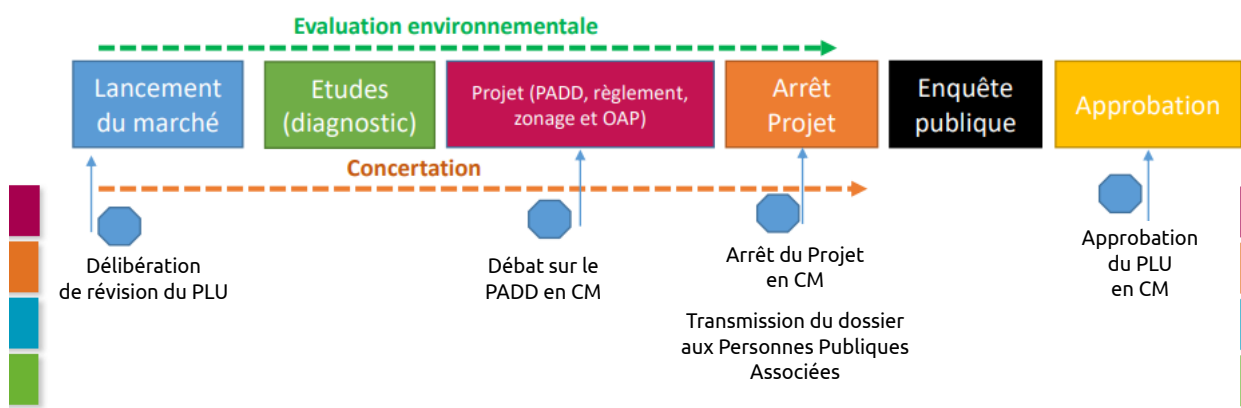 Evaluation environnementale
Lancement
du marché
Etudes
(diagnostic)
Projet (PADD, règlement,
zonage et OAP)
Arrêt
Projet
Enquête
publique
Approbation
Concertation
Délibération
de révision du PLU
Débat sur le
PADD en CM
Arrêt du Projet
en CM
Transmission du dossier
aux Personnes Publiques
Associées
Approbation
du PLU
en CM